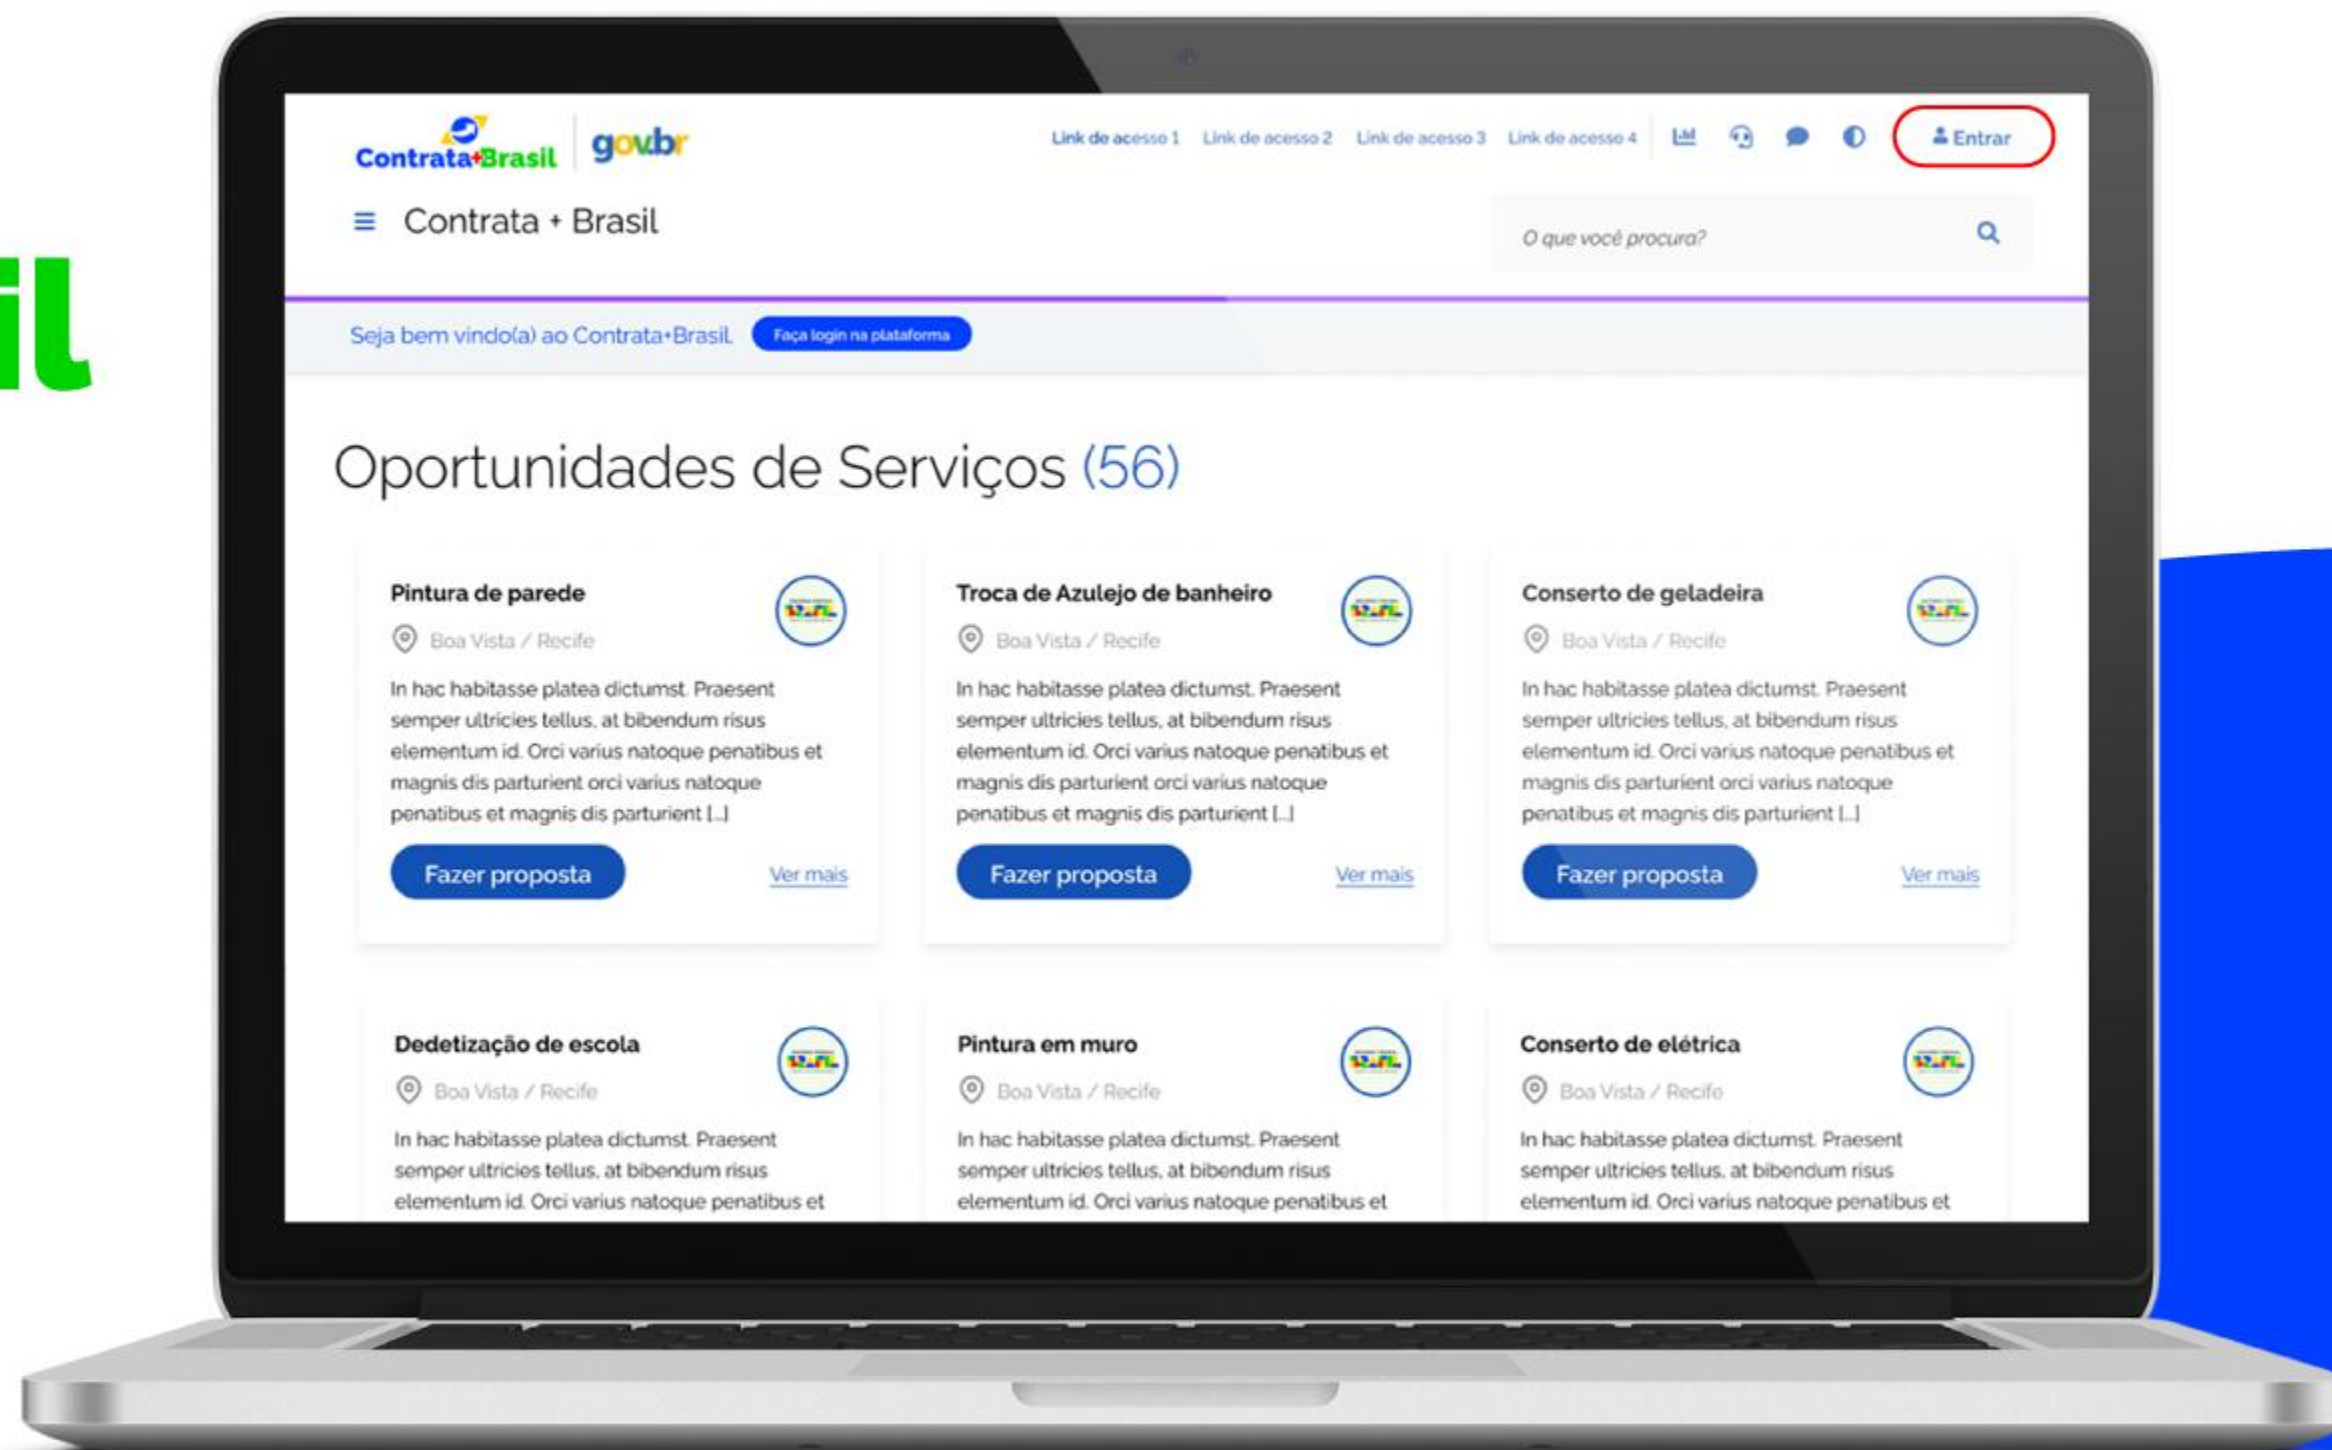 il
Contrata+Brasil
gov.br
Link de acesso 1 Link de acesso 2 Link de acesso 3 Link de acesso 4
Entrar
Contrata + Brasil
O que você procura?
Seja bem vindo(a) ao Contrata+Brasil.
Faça login na plataforma
Oportunidades de Serviços (56)
Pintura de parede
Boa Vista / Recife
In hac habitasse platea dictumst. Praesent
semper ultricies tellus, at bibendum risus
elementum id. Orci varius natoque penatibus et
magnis dis parturient orci varius natoque
penatibus et magnis dis parturient [...]
Fazer proposta
Ver mais
Troca de Azulejo de banheiro
Boa Vista / Recife
In hac habitasse platea dictumst. Praesent
semper ultricies tellus, at bibendum risus
elementum id. Orci varius natoque penatibus et
magnis dis parturient orci varius natoque
penatibus et magnis dis parturient [...]
Fazer proposta
Ver mais
Conserto de geladeira
Boa Vista / Recife
In hac habitasse platea dictumst. Praesent
semper ultricies tellus, at bibendum risus
elementum id. Orci varius natoque penatibus et
magnis dis parturient orci varius natoque
penatibus et magnis dis parturient [...]
Fazer proposta
Ver mais
Dedetização de escola
Boa Vista / Recife
In hac habitasse platea dictumst. Praesent
semper ultricies tellus, at bibendum risus
elementum id. Orci varius natoque penatibus et
Pintura em muro
Boa Vista / Recife
In hac habitasse platea dictumst. Praesent
semper ultricies tellus, at bibendum risus
elementum id. Orci varius natoque penatibus et
Conserto de elétrica
Boa Vista / Recife
In hac habitasse platea dictumst. Praesent
semper ultricies tellus, at bibendum risus
elementum id. Orci varius natoque penatibus et